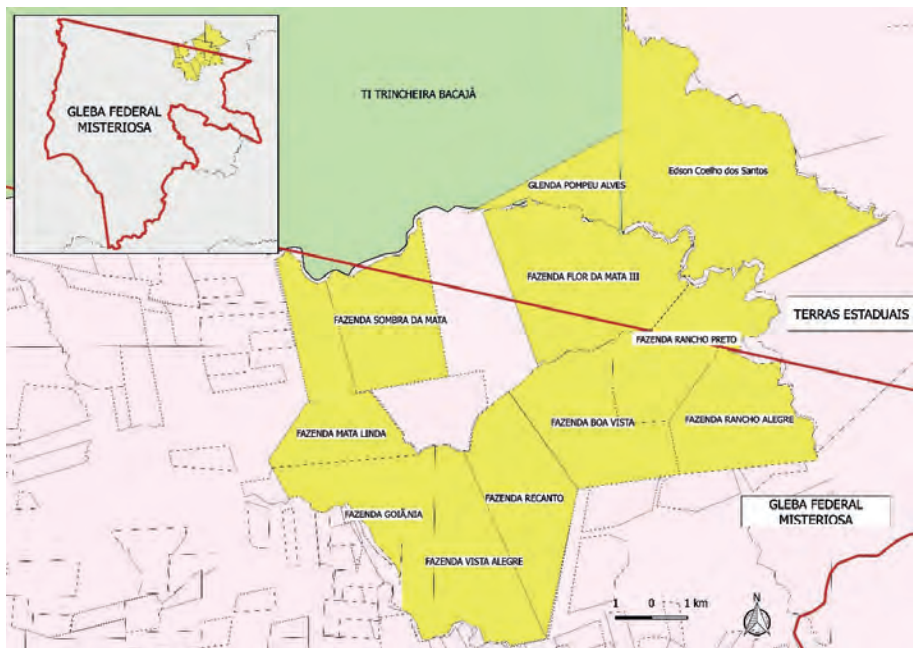 GLEBA FEDERAL
MISTERIOSA
TI TRINCHEIRA BACAJÁ
GLENDA POMPEU ALVES
Edson Coelho dos Santos
FAZENDA FLOR DA MATA III
FAZENDA SOMBRA DA MATA
TERRAS ESTADUAIS
FAZENDA RANCHO PRETO
FAZENDA MATA LINDA
FAZENDA BOA VISTA
FAZENDA RANCHO ALEGRE
FAZENDA RECANTO
FAZENDA GOIÂNIA
GLEBA FEDERAL
MISTERIOSA
FAZENDA VISTA ALEGRE
1 0 1 km
N